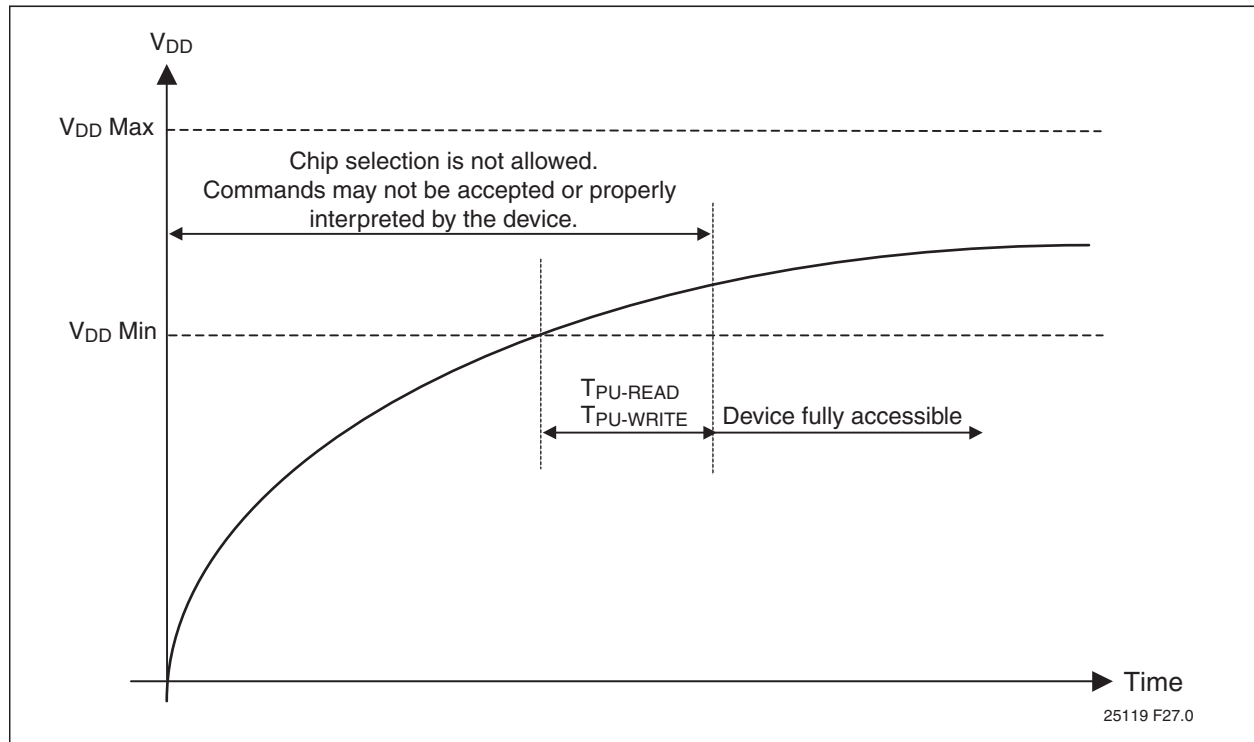 VDD
VDD Max
Chip selection is not allowed.
Commands may not be accepted or properly
interpreted by the device.
VDD Min
TPU-READ
TPU-WRITE
Device fully accessible
Time
25119 F27.0